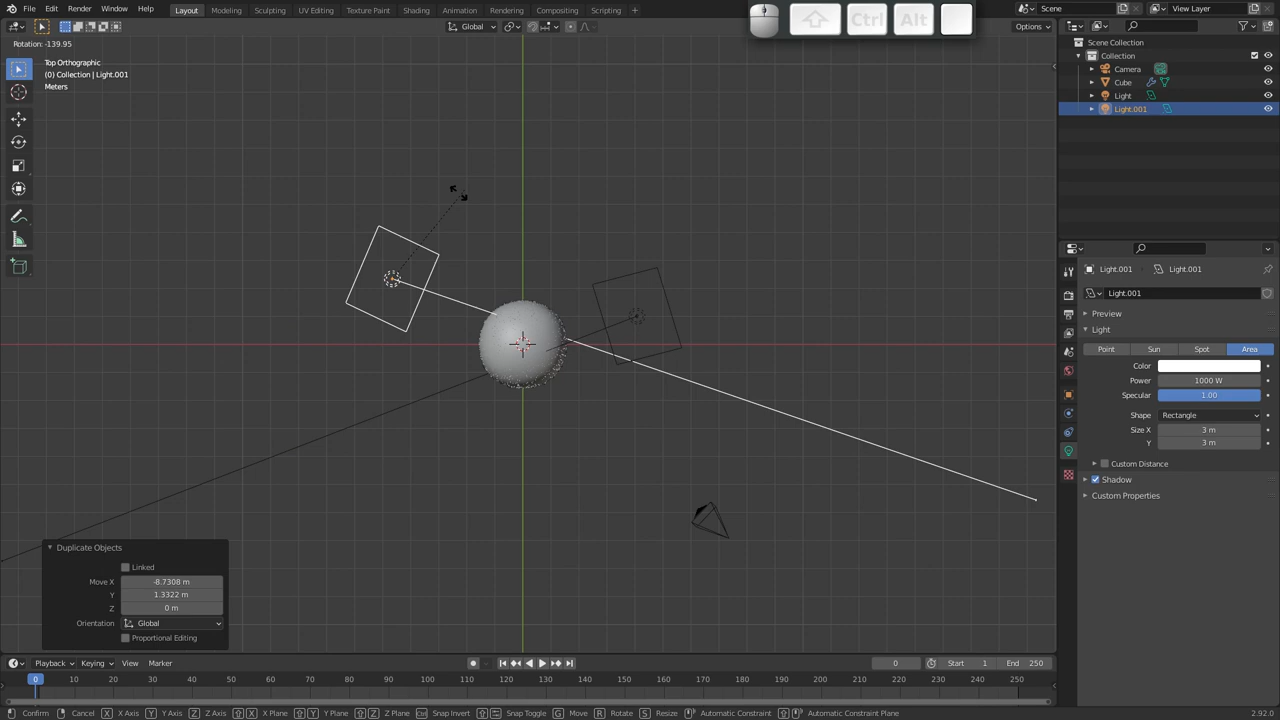 File Edit Render Window Help Layout Modeling Sculpting UV Editing Texture Paint Shading Animation Rendering Compositing Scripting + Scene View Layer
Global Options
Ctrl Alt
Rotation: -139.95
Top Orthographic
(0) Collection | Light.001
Meters
Scene Collection
Collection
Camera
Cube
Light
Light.001
Light.001 Light.001
Light.001
Preview
Light
Point Sun Spot Area
Color
Power 1000 W
Specular 1.00
Shape Rectangle
Size X 3 m
Y 3 m
Custom Distance
Shadow
Custom Properties
Duplicate Objects
Linked
Move X -8.7308 m
Y 1.3322 m
Z 0 m
Orientation Global
Proportional Editing
Playback Keying View Marker 0 Start 1 End 250
0 10 20 30 40 50 60 70 80 90 100 110 120 130 140 150 160 170 180 190 200 210 220 230 240 250
Confirm Cancel X X Axis Y Y Axis Z Z Axis X X Plane Y Y Plane Z Z Plane Snap Invert Snap Toggle G Move R Rotate S Resize Automatic Constraint Automatic Constraint Plane 2.92.0